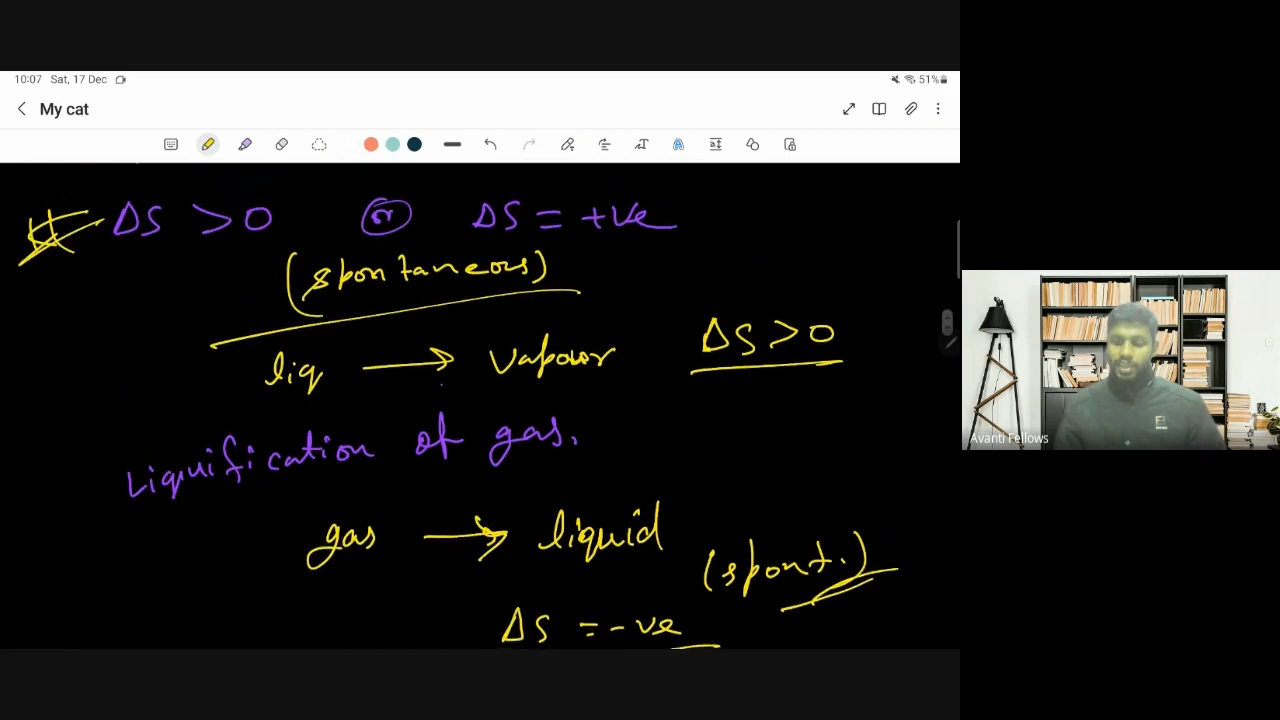 10:07 Sat, 17 Dec 51%
My cat
ΔS > 0 or ΔS = +ve
(spontaneous)
liq → vapour ΔS > 0
Liquification of gas.
gas → liquid (spont.)
ΔS = -ve
Avanti Fellows